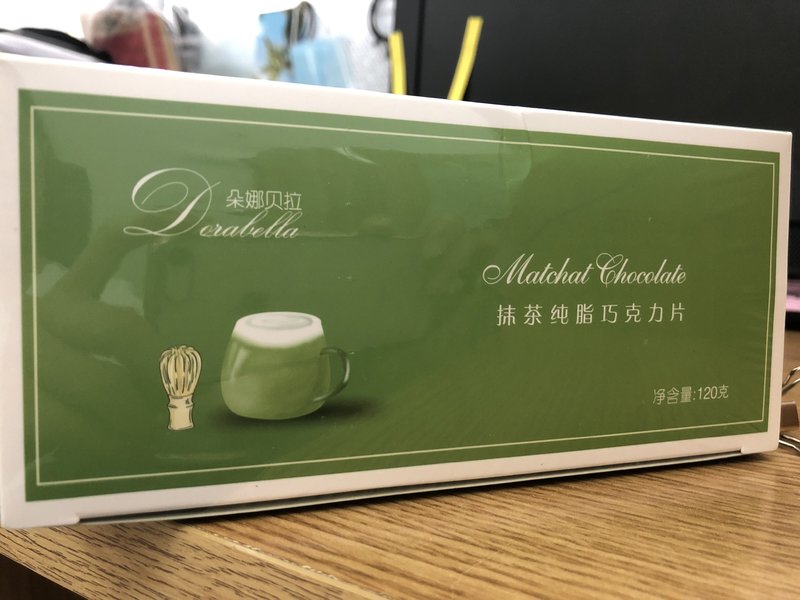 朵娜贝拉
Dorabella
Matchat Chocolate
抹茶纯脂巧克力片
净含量:120克